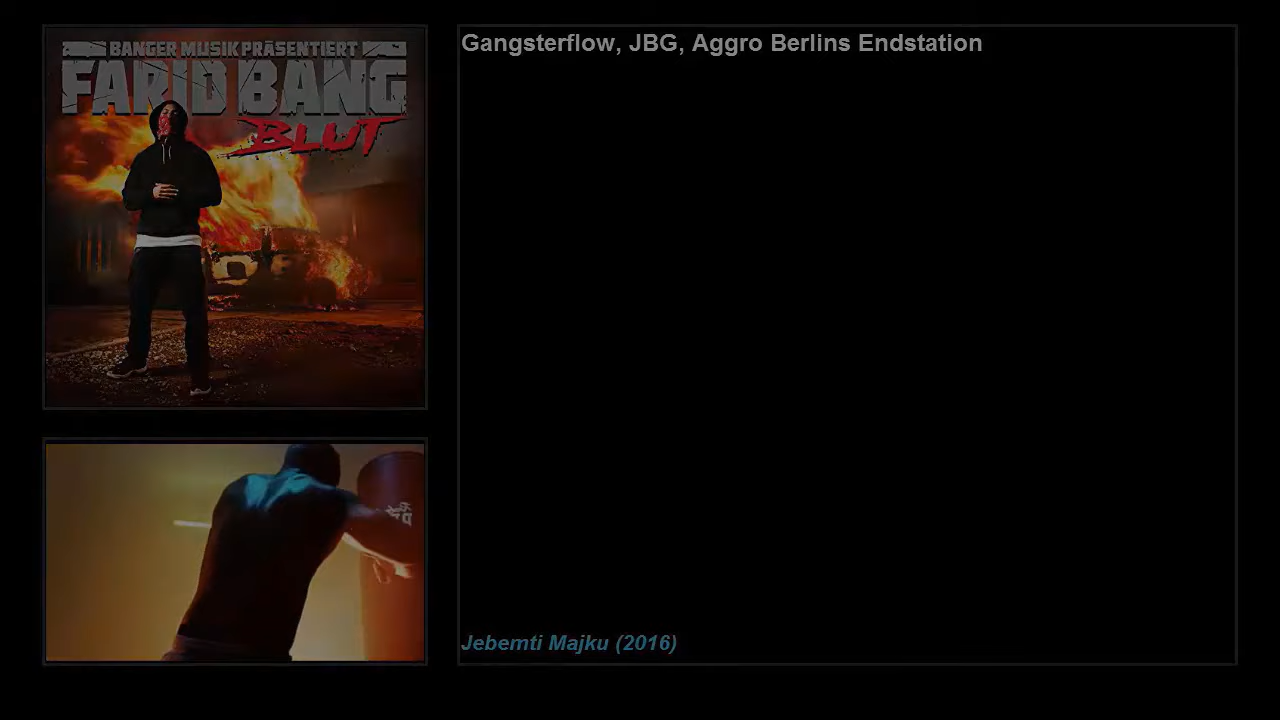 BANGER MUSIK PRÄSENTIERT
FARID BANG
BLUT
Gangsterflow, JBG, Aggro Berlins Endstation
Jebemti Majku (2016)